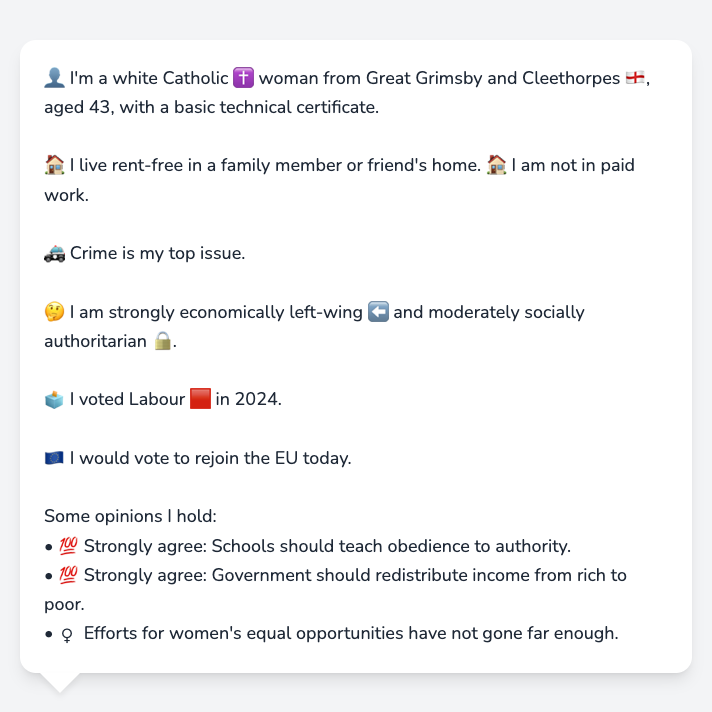 👤 I'm a white Catholic ✝️ woman from Great Grimsby and Cleethorpes 🏴󠁧󠁢󠁥󠁮󠁧󠁿,
aged 43, with a basic technical certificate.
🏠 I live rent-free in a family member or friend's home. 🏠 I am not in paid
work.
🚓 Crime is my top issue.
🤔 I am strongly economically left-wing ⬅️ and moderately socially
authoritarian 🔒.
🗳️ I voted Labour 🟥 in 2024.
🇪🇺 I would vote to rejoin the EU today.
Some opinions I hold:
• 💯 Strongly agree: Schools should teach obedience to authority.
• 💯 Strongly agree: Government should redistribute income from rich to
poor.
• ♀ Efforts for women's equal opportunities have not gone far enough.